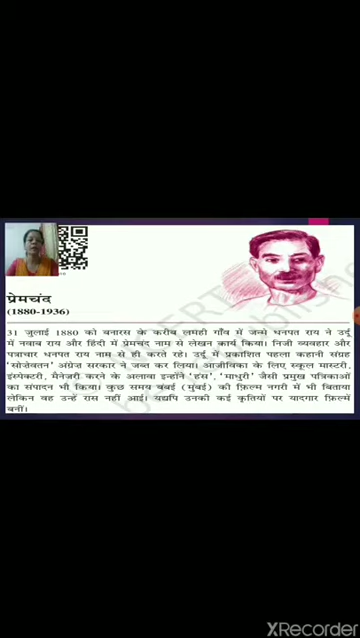 प्रेमचंद
(1880-1936)
31 जुलाई 1880 को बनारस के करीब लमही गाँव में जन्मे धनपत राय ने उर्दू
में नवाब राय और हिंदी में प्रेमचंद नाम से लेखन कार्य किया। निजी व्यवहार और
पत्राचार धनपत राय नाम से ही करते रहे। उर्दू में प्रकाशित पहला कहानी संग्रह
'सोज़ेवतन' अंग्रेज़ सरकार ने ज़ब्त कर लिया। आजीविका के लिए स्कूल मास्टरी,
इंस्पेक्टरी, मैनेजरी करने के अलावा इन्होंने 'हंस', 'माधुरी' जैसी प्रमुख पत्रिकाओं
का संपादन भी किया। कुछ समय बंबई (मुंबई) की फ़िल्म नगरी में भी बिताया
लेकिन वह उन्हें रास नहीं आई। यद्यपि उनकी कई कृतियों पर यादगार फ़िल्में
बनीं।
XRecorder